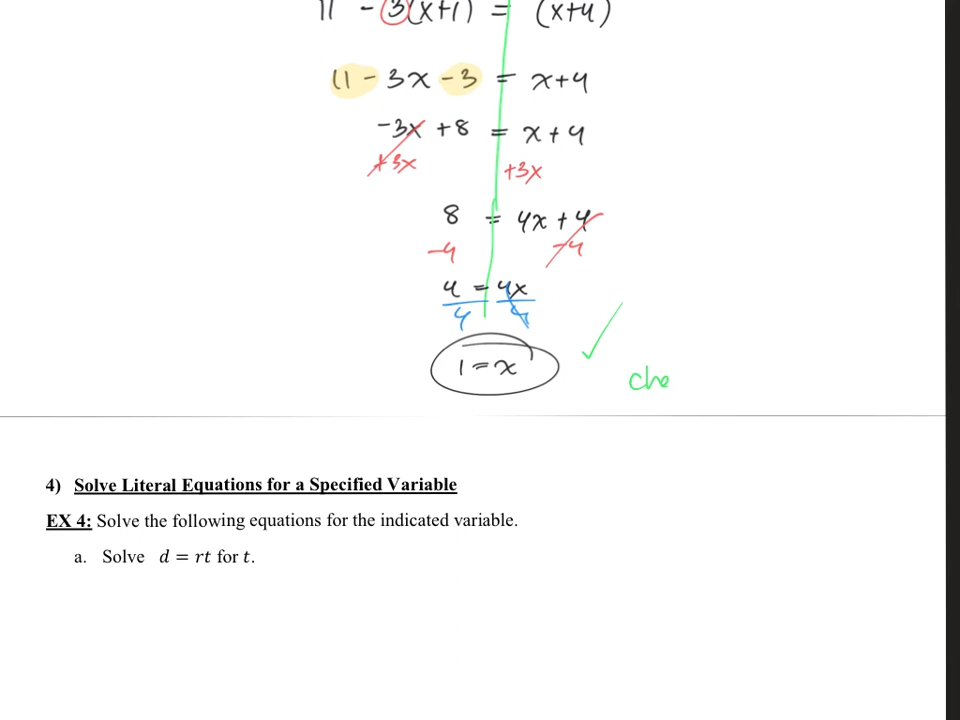 11 - 3(x+1) = (x+4)
11 - 3x - 3 = x+4
-3x + 8 = x + 4
+3x +3x
8 = 4x + 4
-4 -4
4 = 4x
4 4
1 = x
che
4) Solve Literal Equations for a Specified Variable
EX 4: Solve the following equations for the indicated variable.
a. Solve d = rt for t.